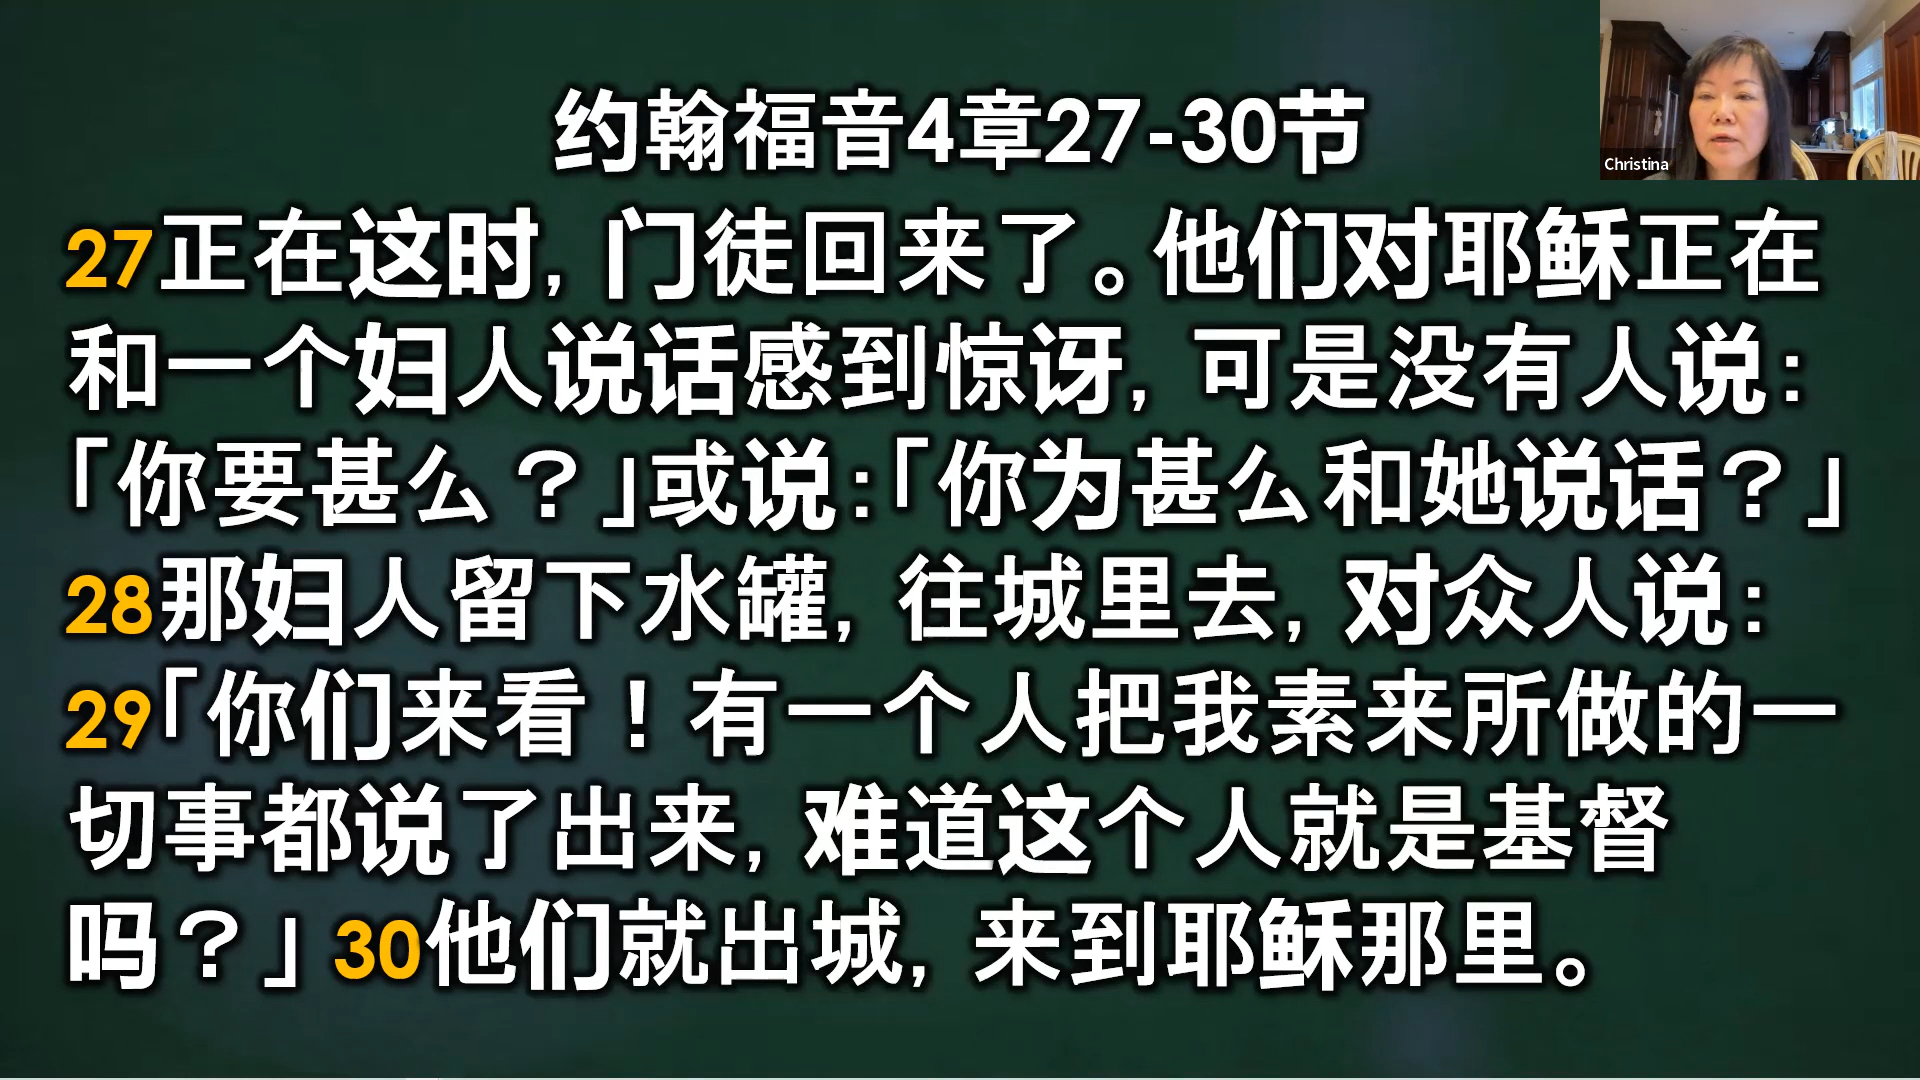 约翰福音4章27-30节
Christina
27正在这时，门徒回来了。他们对耶稣正在
和一个妇人说话感到惊讶，可是没有人说：
「你要甚么？」或说：「你为甚么和她说话？」
28那妇人留下水罐，往城里去，对众人说：
29「你们来看！有一个人把我素来所做的一
切事都说了出来，难道这个人就是基督
吗？」30他们就出城，来到耶稣那里。